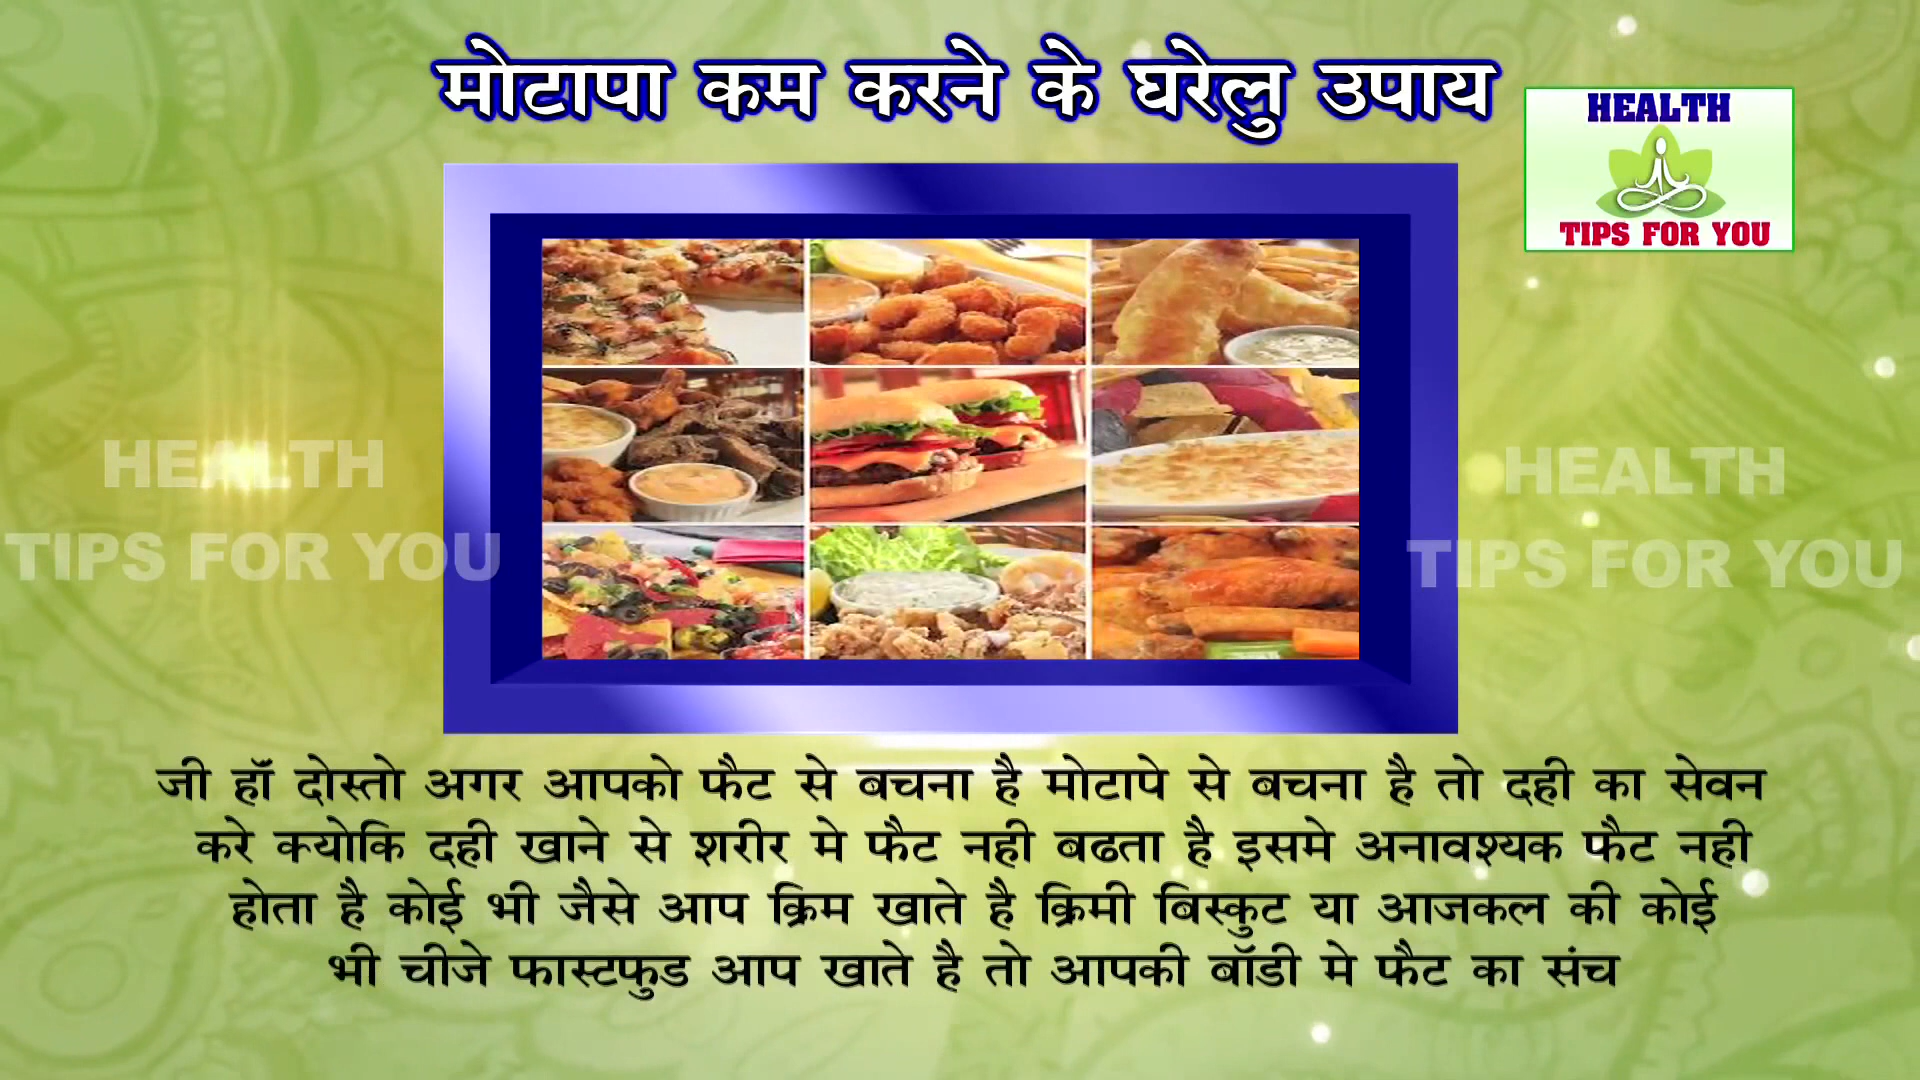 मोटापा कम करने के घरेलु उपाय
HEALTH
TIPS FOR YOU
HEALTH
TIPS FOR YOU
HEALTH
TIPS FOR YOU
जी हॉं दोस्तो अगर आपको फैट से बचना है मोटापे से बचना है तो दही का सेवन
करे क्योकि दही खाने से शरीर मे फैट नही बढता है इसमे अनावश्यक फैट नही
होता है कोई भी जैसे आप क्रिम खाते है क्रिमी बिस्कुट या आजकल की कोई
भी चीजे फास्टफुड आप खाते है तो आपकी बॉडी मे फैट का संच